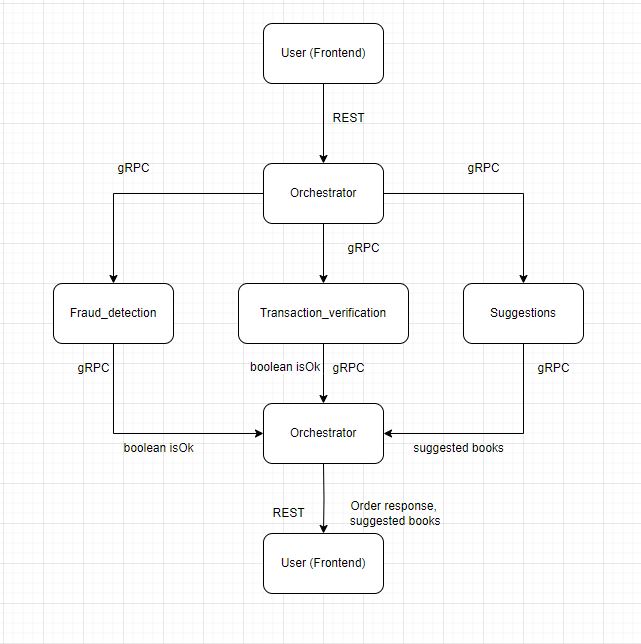 User (Frontend)
REST
gRPC
gRPC
Orchestrator
gRPC
Fraud_detection
Transaction_verification
Suggestions
gRPC
boolean isOk
gRPC
gRPC
Orchestrator
boolean isOk
suggested books
REST
Order response,
suggested books
User (Frontend)